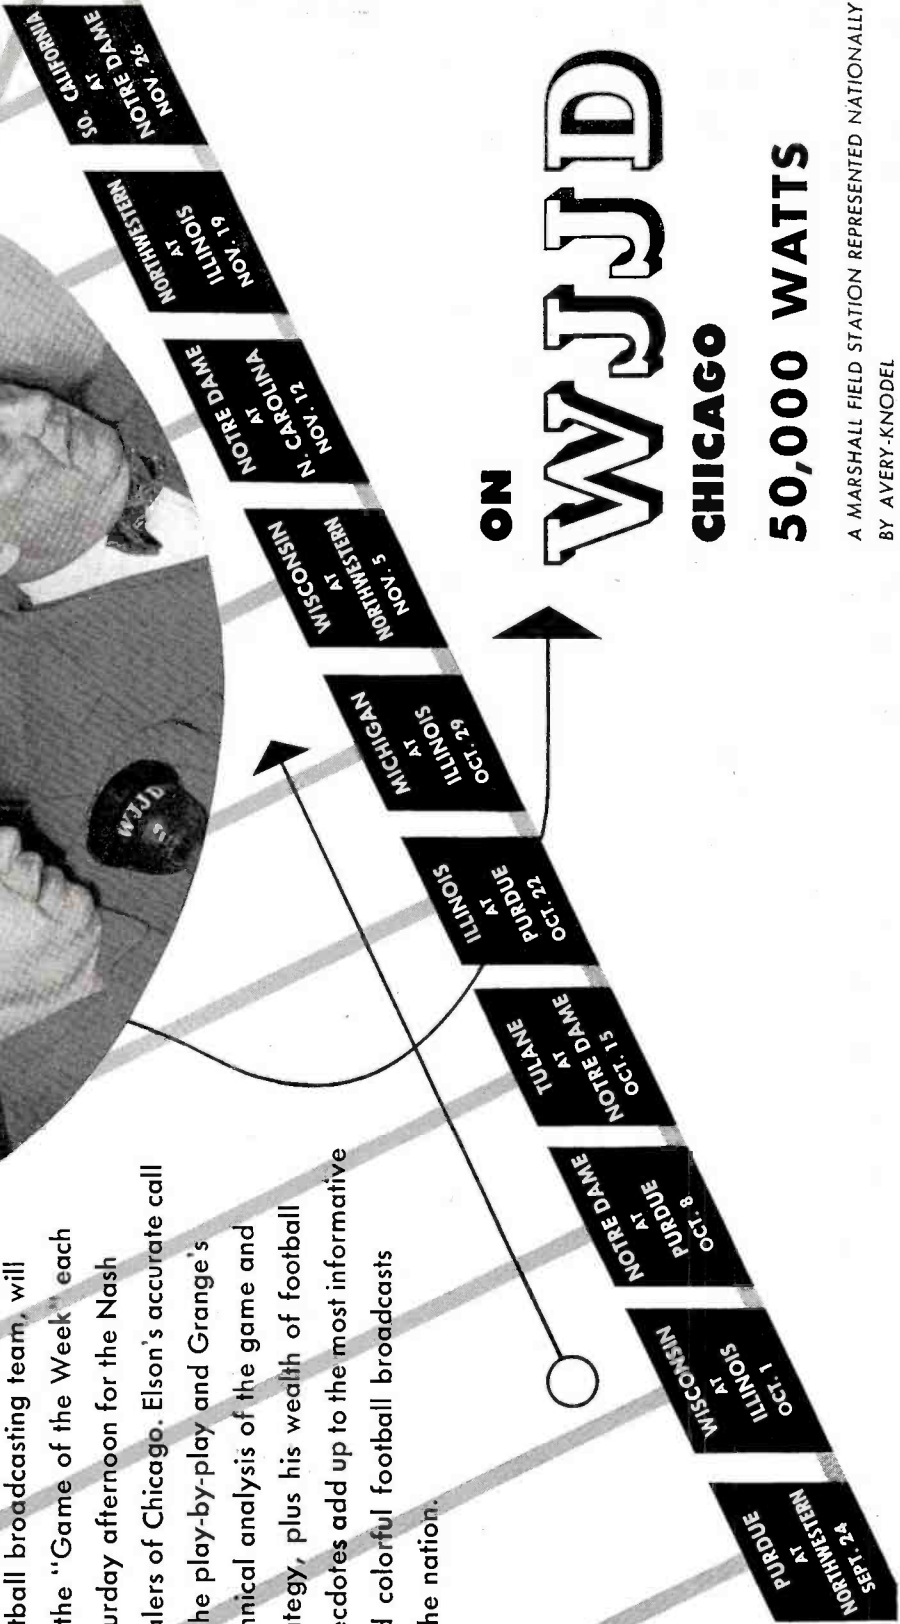 tball broadcasting team, will
the "Game of the Week" each
urday afternoon for the Nash
alers of Chicago. Elson's accurate call
he play-by-play and Grange's
hnical analysis of the game and
tegy, plus his wealth of football
ecdotes add up to the most informative
d colorful football broadcasts
he nation.
WJJD
PURDUE
AT
NORTHWESTERN
SEPT. 24
WISCONSIN
AT
ILLINOIS
OCT. 1
NOTRE DAME
AT
PURDUE
OCT. 8
TULANE
AT
NOTRE DAME
OCT. 15
ILLINOIS
AT
PURDUE
OCT. 22
MICHIGAN
AT
ILLINOIS
OCT. 29
WISCONSIN
AT
NORTHWESTERN
NOV. 5
NOTRE DAME
AT
N. CAROLINA
NOV. 12
NORTHWESTERN
AT
ILLINOIS
NOV. 19
SO. CALIFORNIA
AT
NOTRE DAME
NOV. 26
ON
WJJD
CHICAGO
50,000 WATTS
A MARSHALL FIELD STATION REPRESENTED NATIONALLY
BY AVERY-KNODEL